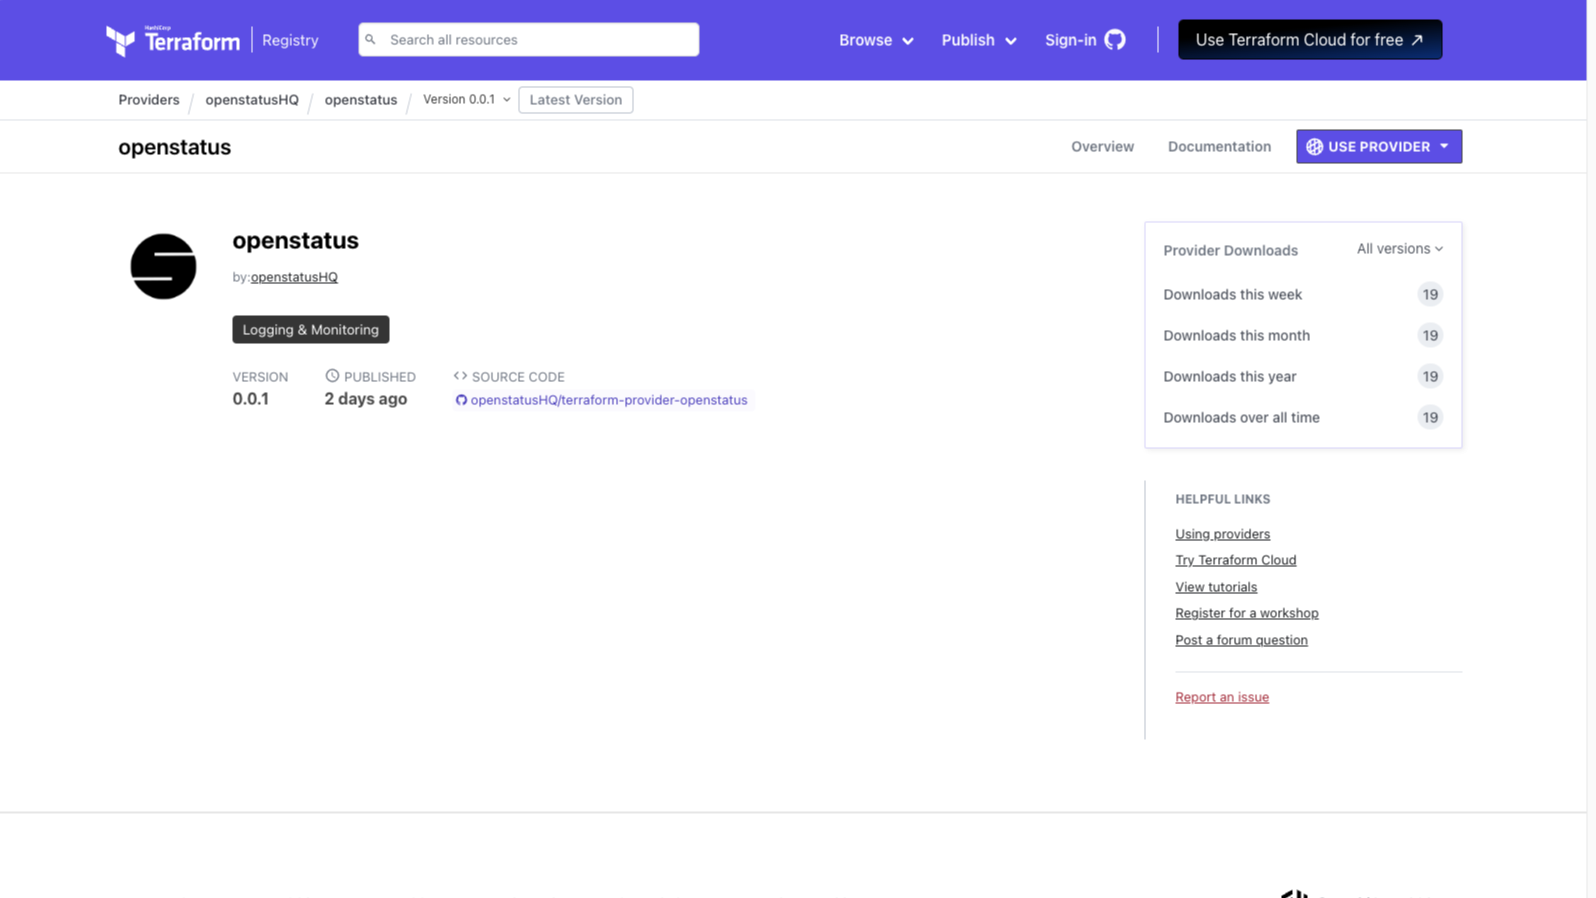 HashiCorp
Terraform
Registry
Search all resources
Browse
Publish
Sign-in
Use Terraform Cloud for free
Providers
openstatusHQ
openstatus
Version 0.0.1
Latest Version
openstatus
Overview
Documentation
USE PROVIDER
openstatus
by:openstatusHQ
Logging & Monitoring
VERSION
0.0.1
PUBLISHED
2 days ago
SOURCE CODE
openstatusHQ/terraform-provider-openstatus
Provider Downloads
All versions
Downloads this week 19
Downloads this month 19
Downloads this year 19
Downloads over all time 19
HELPFUL LINKS
Using providers
Try Terraform Cloud
View tutorials
Register for a workshop
Post a forum question
Report an issue